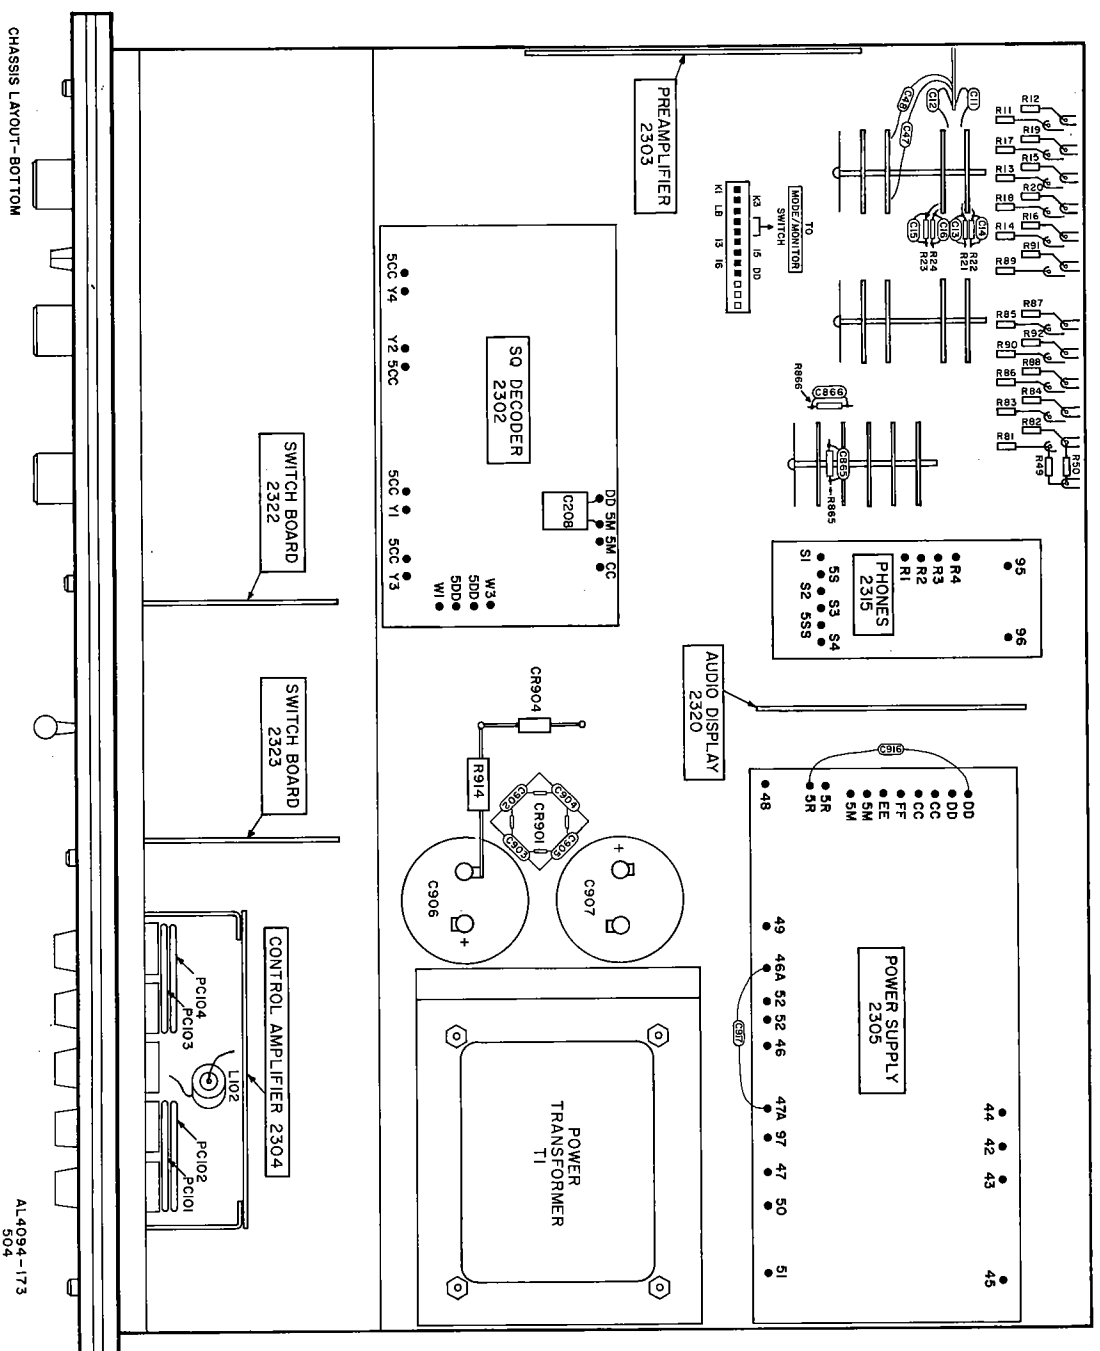 CHASSIS LAYOUT-BOTTOM
PREAMPLIFIER
2303
C48
C47
C12
C11
R12
R11
R19
R17
R15
R13
R20
R18
R16
R14
R91
R89
R87
R85
R92
R90
R88
R86
R84
R83
R82
R81
R49
R50
C15
C16
C13
C14
R23
R24
R21
R22
TO
MODE/MONITOR
SWITCH
K1 LB 13 16
K3 15 DD
R866
C866
C865
R865
SQ DECODER
2302
5CC Y4
Y2 5CC
5CC Y1
5CC Y3
C208
DD 5M 5M CC
W1
5DD
5DD
W3
PHONES
2315
R1
R2
R3
R4
95
96
S1 5S S2 S3 5SS S4
SWITCH BOARD
2322
SWITCH BOARD
2323
AUDIO DISPLAY
2320
CR904
R914
CR901
C902
C904
C903
C905
C906
+
C907
+
C916
48
5R
5R
5M
5M
EE
FF
CC
CC
DD
DD
POWER SUPPLY
2305
49
46A 52 52 46
C917
47A 97 47 50
51
44 42 43
45
POWER
TRANSFORMER
T1
CONTROL AMPLIFIER 2304
PC104
PC103
L102
PC102
PC101
AL4094-173
504